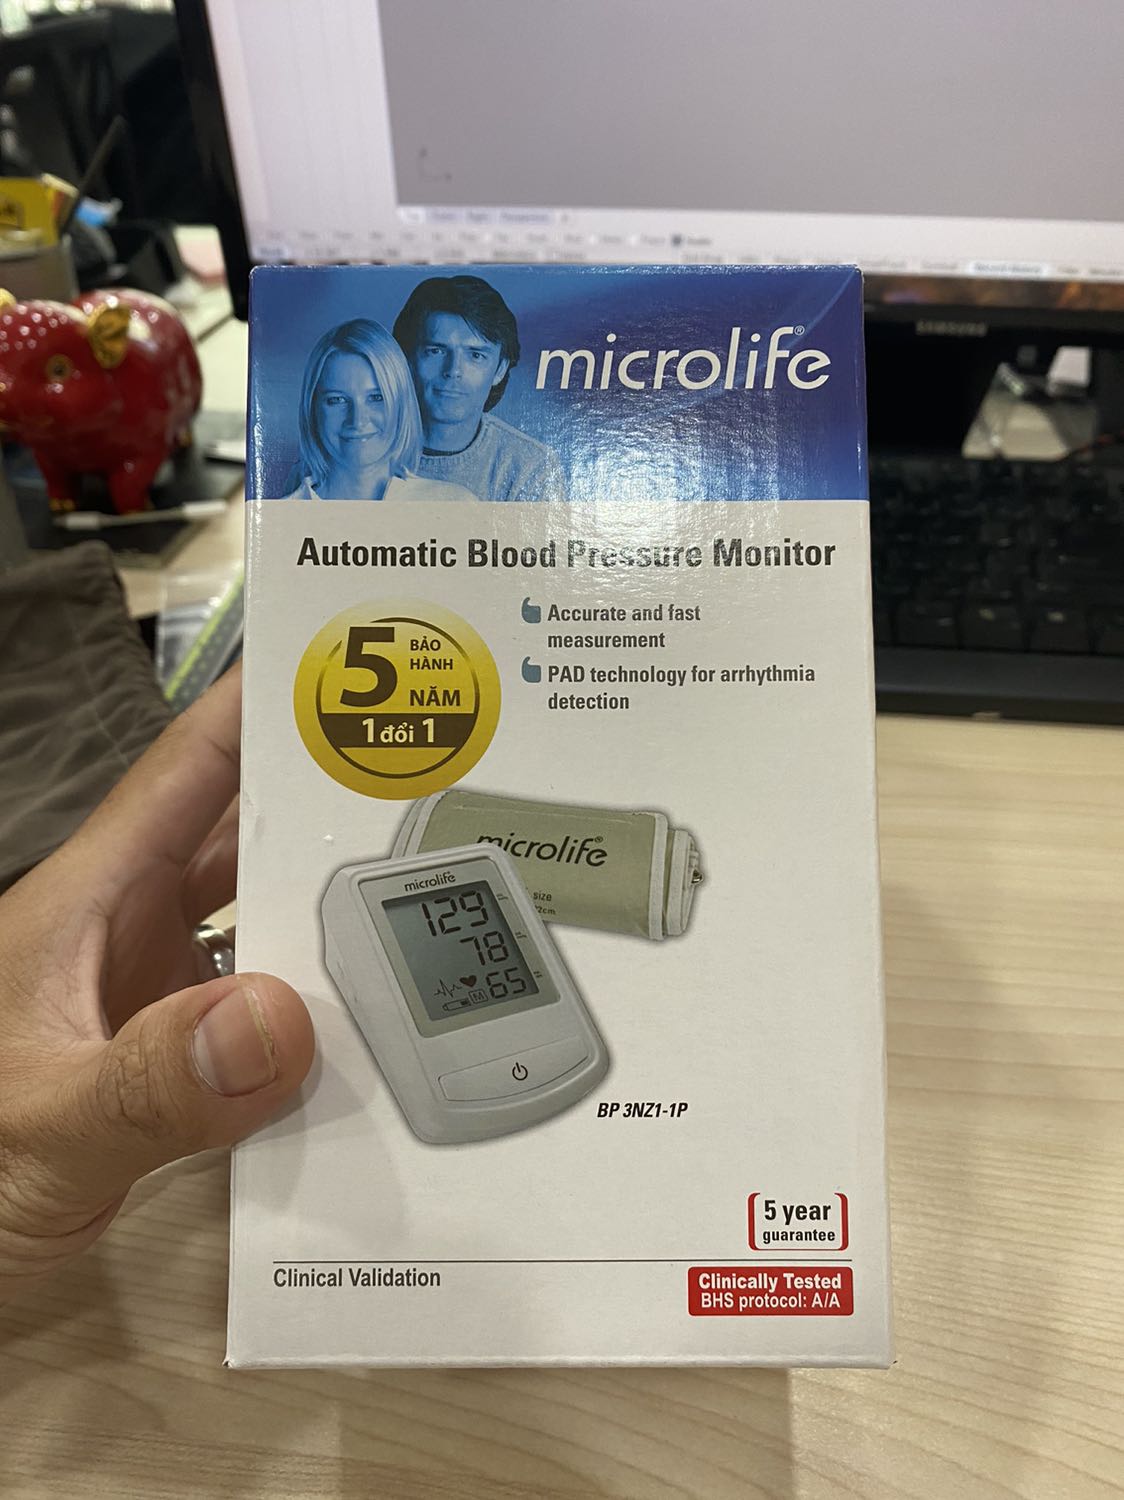 SAMSUNG
microlife®
Automatic Blood Pressure Monitor
Accurate and fast
measurement
PAD technology for arrhythmia
detection
5 BẢO
HÀNH
NĂM
1 đổi 1
microlife®
size
microlife®
129
78
M 65
BP 3NZ1-1P
5 year
guarantee
Clinical Validation
Clinically Tested
BHS protocol: A/A